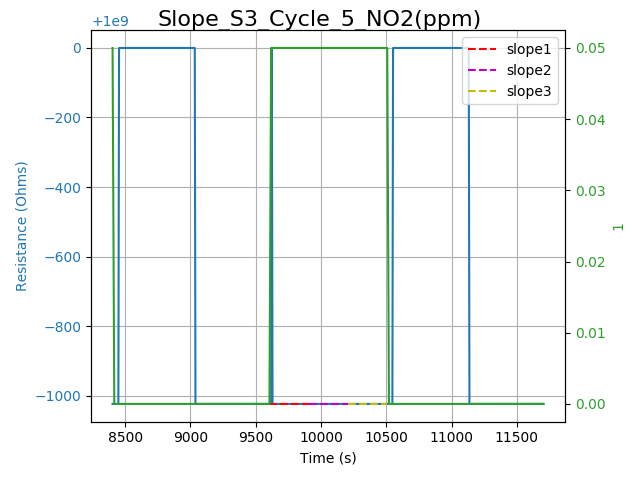 Slope_S3_Cycle_5_NO2(ppm)
+1e9
slope1
slope2
slope3
0
−200
−400
−600
−800
−1000
Resistance (Ohms)
0.05
0.04
0.03
0.02
0.01
0.00
1
8500 9000 9500 10000 10500 11000 11500
Time (s)